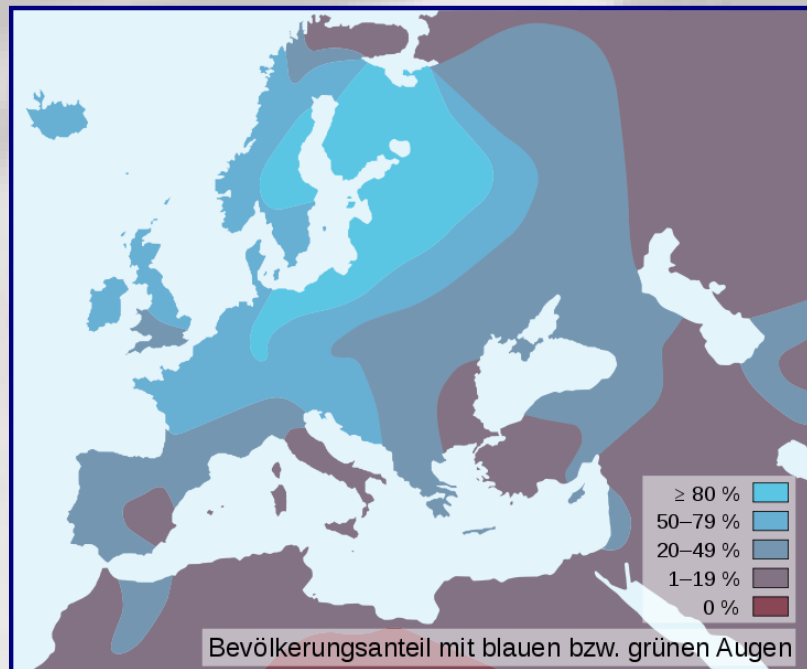 ≥ 80 %
50–79 %
20–49 %
1–19 %
0 %
Bevölkerungsanteil mit blauen bzw. grünen Augen